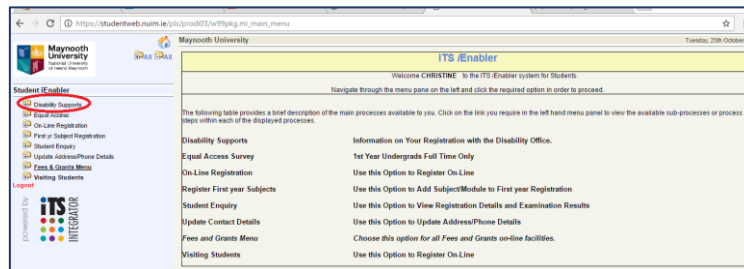 https://studentweb.nuim.ie/pls/prodi03/w99pkg.mi_main_menu
Maynooth
University
National University
of Ireland Maynooth
All
All
Student iEnabler
Disability Supports
Equal Access
On-Line Registration
First yr Subject Registration
Student Enquiry
Update Address/Phone Details
Fees & Grants Menu
Visiting Students
Logout
powered by
iTS
INTEGRATOR
Maynooth University
Tuesday, 25th October
ITS iEnabler
Welcome CHRISTINE to the ITS iEnabler system for Students.
Navigate through the menu pane on the left and click the required option in order to proceed.
The following table provides a brief description of the main processes available to you. Click on the link you require in the left hand menu panel to view the available sub-processes or process
steps within each of the displayed processes.
Disability Supports Information on Your Registration with the Disability Office.
Equal Access Survey 1st Year Undergrads Full Time Only
On-Line Registration Use this Option to Register On-Line
Register First year Subjects Use this Option to Add Subject/Module to First year Registration
Student Enquiry Use this Option to View Registration Details and Examination Results
Update Contact Details Use this Option to Update Address/Phone Details
Fees and Grants Menu Choose this option for all Fees and Grants on-line facilities.
Visiting Students Use this Option to Register On-Line